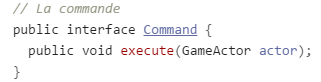 // La commande
public interface Command {
  public void execute(GameActor actor);
}